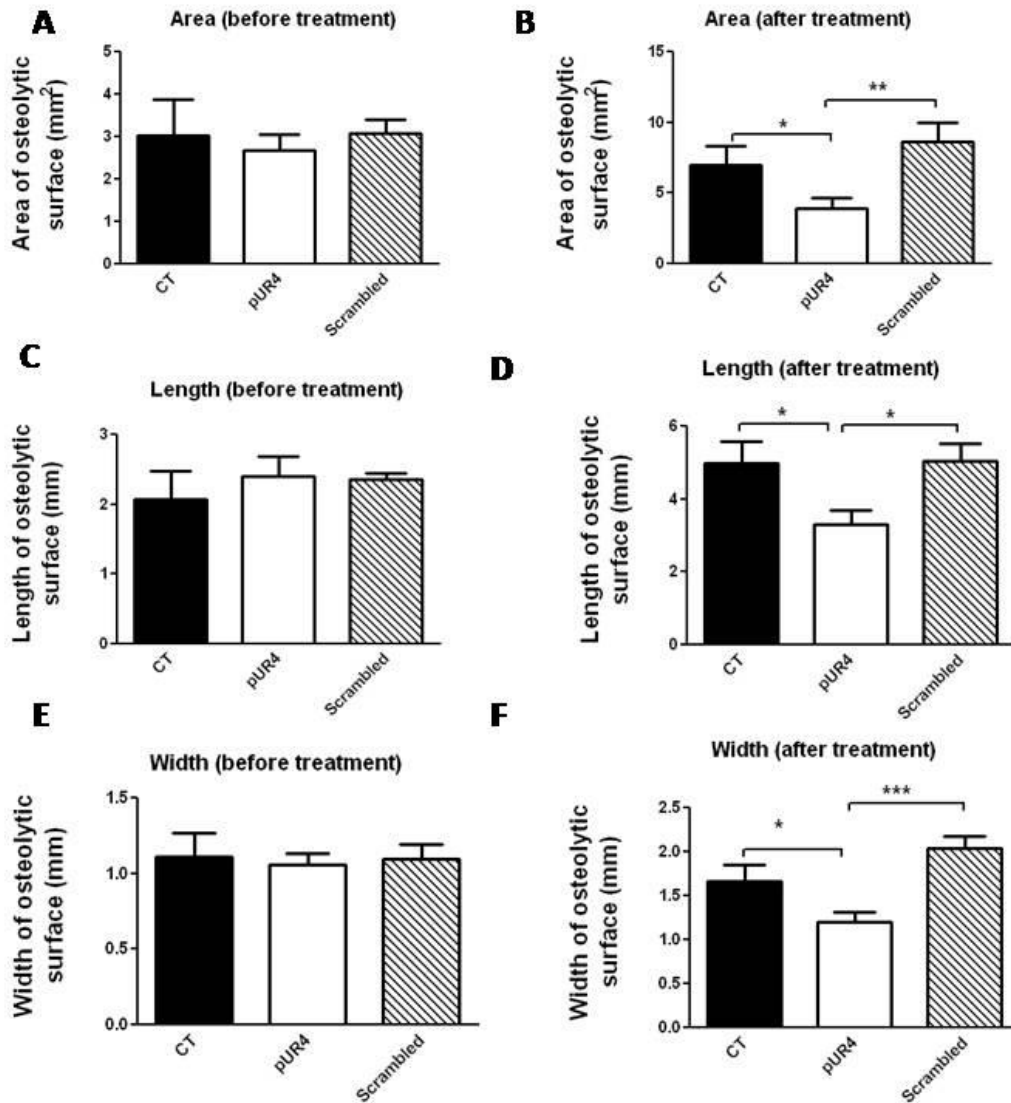 A
Area (before treatment)
Area of osteolytic
surface (mm2)
5
4
3
2
1
0
CT
pUR4
Scrambled
B
Area (after treatment)
Area of osteolytic
surface (mm2)
15
10
5
0
*
**
CT
pUR4
Scrambled
C
Length (before treatment)
Length of osteolytic
surface (mm)
3
2
1
0
CT
pUR4
Scrambled
D
Length (after treatment)
Length of osteolytic
surface (mm)
6
4
2
0
*
*
CT
pUR4
Scrambled
E
Width (before treatment)
Width of osteolytic
surface (mm)
1.5
1.0
0.5
0.0
CT
pUR4
Scrambled
F
Width (after treatment)
Width of osteolytic
surface (mm)
2.5
2.0
1.5
1.0
0.5
0.0
*
***
CT
pUR4
Scrambled